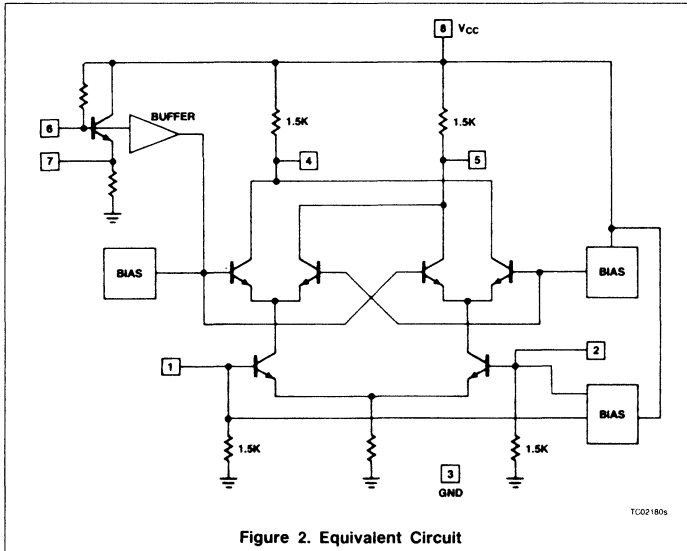 8 VCC
BUFFER
6
1.5K
1.5K
7
4
5
BIAS
BIAS
1
2
BIAS
1.5K
3
1.5K
GND
TC02180s
Figure 2. Equivalent Circuit